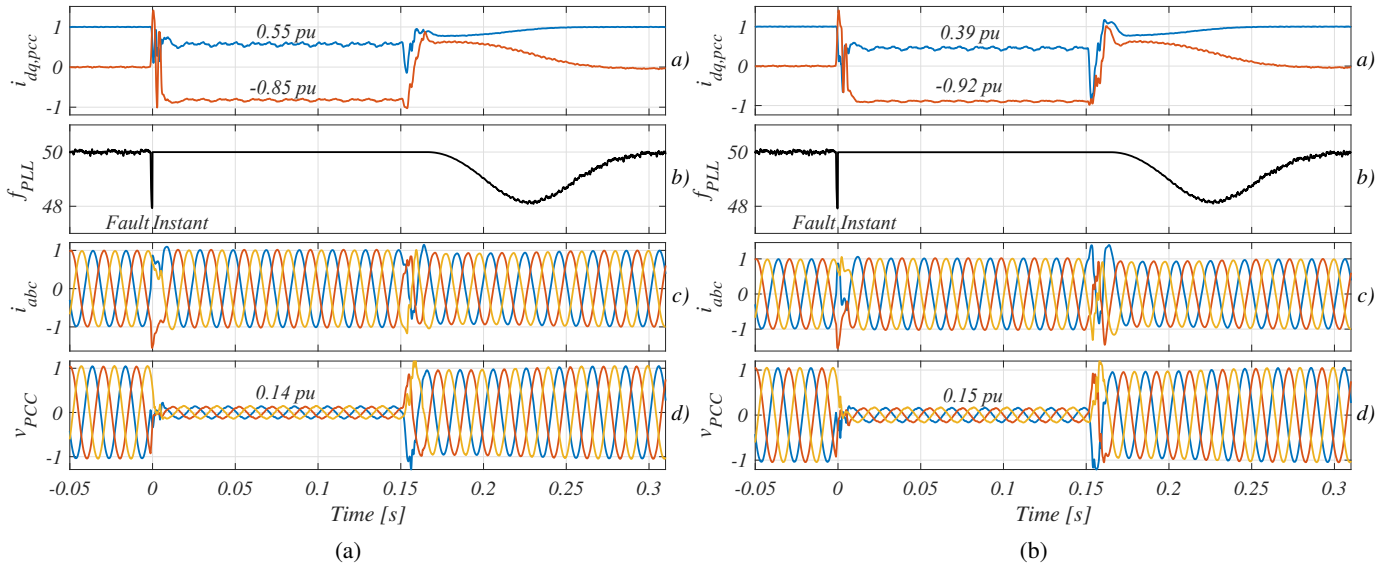 1
0
-1
i_dq,pcc
0.55 pu
-0.85 pu
a)
50
48
f_PLL
Fault Instant
b)
1
0
-1
i_abc
c)
1
0
-1
v_PCC
0.14 pu
d)
-0.05 0 0.05 0.1 0.15 0.2 0.25 0.3
Time [s]
(a)
1
0
-1
i_dq,pcc
0.39 pu
-0.92 pu
a)
50
48
f_PLL
Fault Instant
b)
1
0
-1
i_abc
c)
1
0
-1
v_PCC
0.15 pu
d)
-0.05 0 0.05 0.1 0.15 0.2 0.25 0.3
Time [s]
(b)